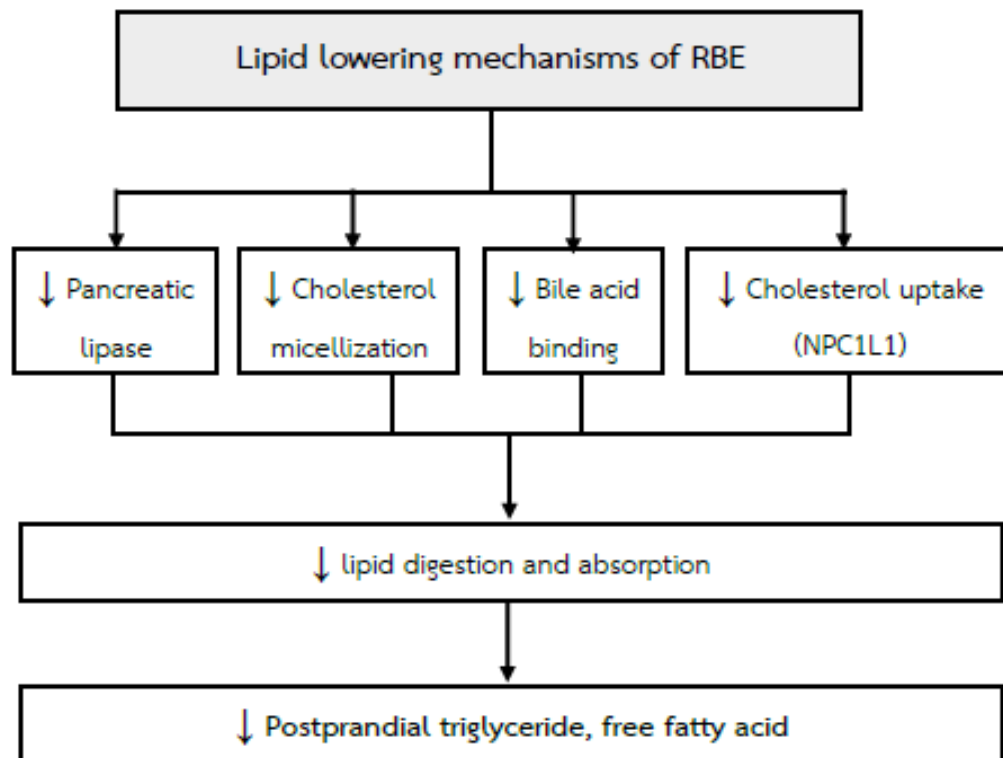 Lipid lowering mechanisms of RBE
↓ Pancreatic
lipase
↓ Cholesterol
micellization
↓ Bile acid
binding
↓ Cholesterol uptake
(NPC1L1)
↓ lipid digestion and absorption
↓ Postprandial triglyceride, free fatty acid